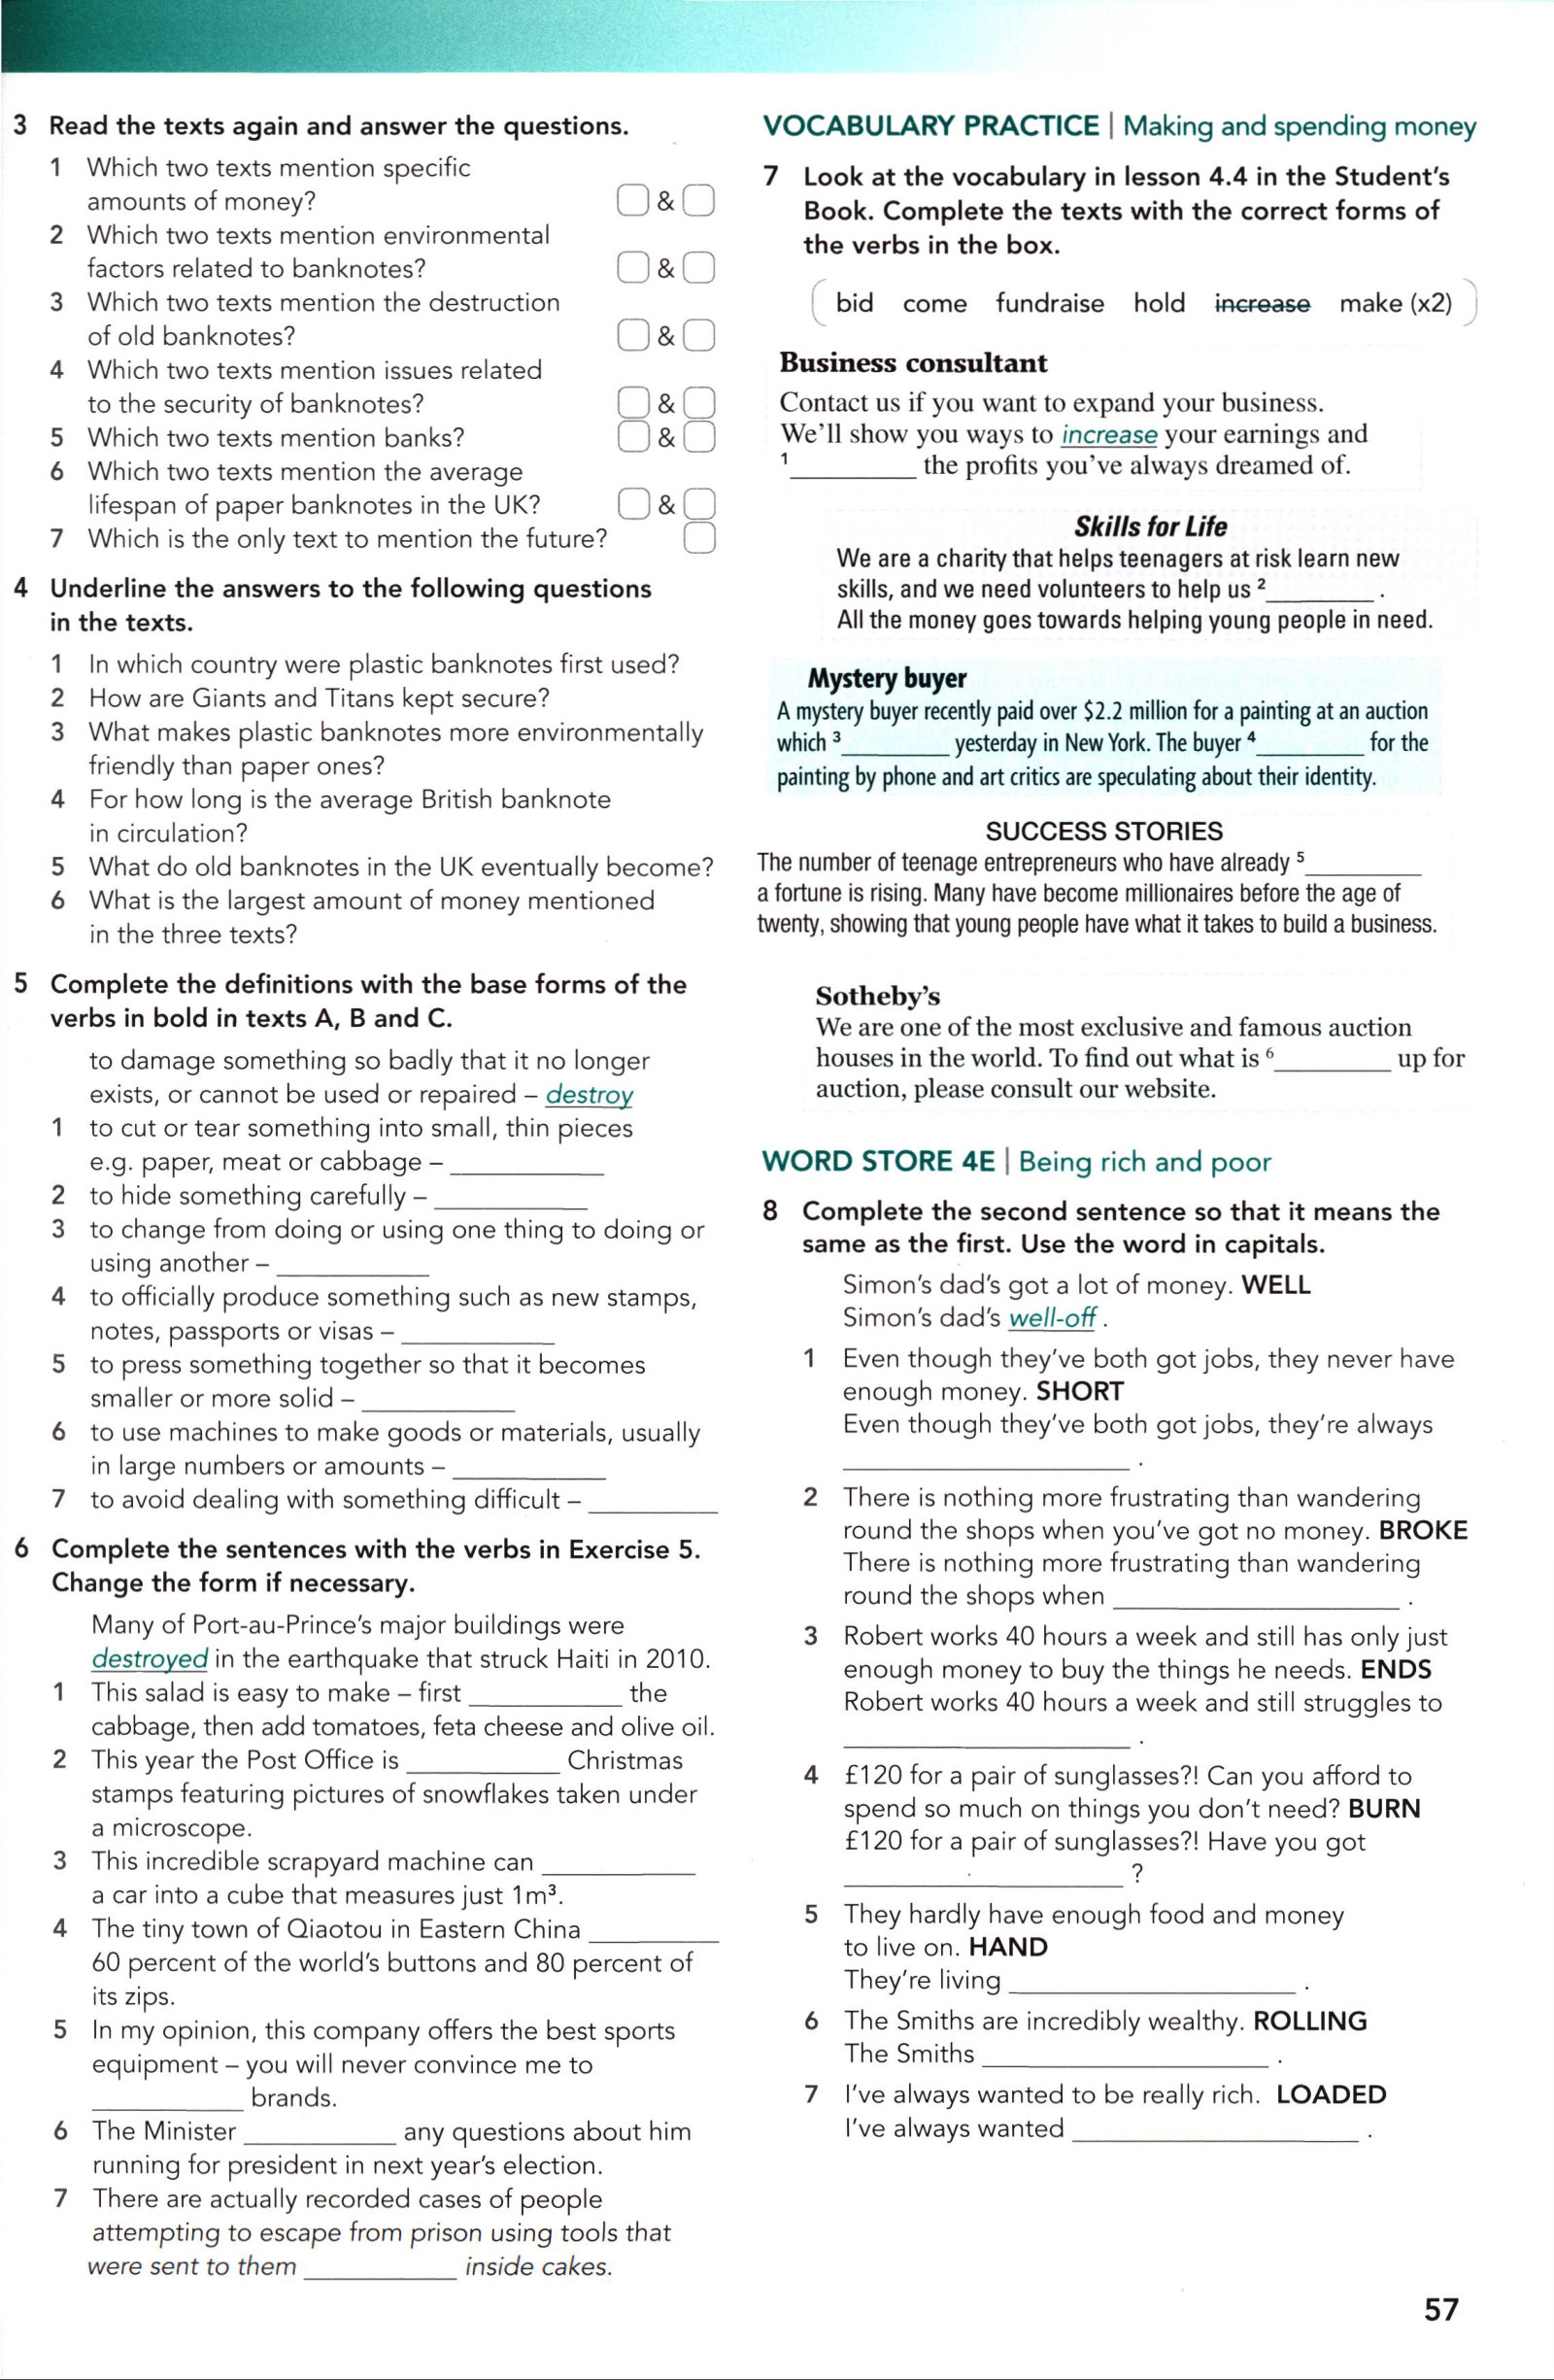 3 Read the texts again and answer the questions.
1 Which two texts mention specific
amounts of money? &
2 Which two texts mention environmental
factors related to banknotes? &
3 Which two texts mention the destruction
of old banknotes? &
4 Which two texts mention issues related
to the security of banknotes? &
5 Which two texts mention banks? &
6 Which two texts mention the average
lifespan of paper banknotes in the UK? &
7 Which is the only text to mention the future?
4 Underline the answers to the following questions
in the texts.
1 In which country were plastic banknotes first used?
2 How are Giants and Titans kept secure?
3 What makes plastic banknotes more environmentally
friendly than paper ones?
4 For how long is the average British banknote
in circulation?
5 What do old banknotes in the UK eventually become?
6 What is the largest amount of money mentioned
in the three texts?
5 Complete the definitions with the base forms of the
verbs in bold in texts A, B and C.
to damage something so badly that it no longer
exists, or cannot be used or repaired – destroy
1 to cut or tear something into small, thin pieces
e.g. paper, meat or cabbage – ____________
2 to hide something carefully – ____________
3 to change from doing or using one thing to doing or
using another – ____________
4 to officially produce something such as new stamps,
notes, passports or visas – ____________
5 to press something together so that it becomes
smaller or more solid – ____________
6 to use machines to make goods or materials, usually
in large numbers or amounts – ____________
7 to avoid dealing with something difficult – __________
6 Complete the sentences with the verbs in Exercise 5.
Change the form if necessary.
Many of Port-au-Prince's major buildings were
destroyed in the earthquake that struck Haiti in 2010.
1 This salad is easy to make – first ____________ the
cabbage, then add tomatoes, feta cheese and olive oil.
2 This year the Post Office is ____________ Christmas
stamps featuring pictures of snowflakes taken under
a microscope.
3 This incredible scrapyard machine can ____________
a car into a cube that measures just 1m³.
4 The tiny town of Qiaotou in Eastern China __________
60 percent of the world's buttons and 80 percent of
its zips.
5 In my opinion, this company offers the best sports
equipment – you will never convince me to
____________ brands.
6 The Minister ____________ any questions about him
running for president in next year's election.
7 There are actually recorded cases of people
attempting to escape from prison using tools that
were sent to them ____________ inside cakes.
VOCABULARY PRACTICE | Making and spending money
7 Look at the vocabulary in lesson 4.4 in the Student's
Book. Complete the texts with the correct forms of
the verbs in the box.
bid come fundraise hold increase make (x2)
Business consultant
Contact us if you want to expand your business.
We'll show you ways to increase your earnings and
1__________ the profits you've always dreamed of.
Skills for Life
We are a charity that helps teenagers at risk learn new
skills, and we need volunteers to help us 2__________ .
All the money goes towards helping young people in need.
Mystery buyer
A mystery buyer recently paid over $2.2 million for a painting at an auction
which 3__________ yesterday in New York. The buyer 4__________ for the
painting by phone and art critics are speculating about their identity.
SUCCESS STORIES
The number of teenage entrepreneurs who have already 5__________
a fortune is rising. Many have become millionaires before the age of
twenty, showing that young people have what it takes to build a business.
Sotheby's
We are one of the most exclusive and famous auction
houses in the world. To find out what is 6__________ up for
auction, please consult our website.
WORD STORE 4E | Being rich and poor
8 Complete the second sentence so that it means the
same as the first. Use the word in capitals.
Simon's dad's got a lot of money. WELL
Simon's dad's well-off .
1 Even though they've both got jobs, they never have
enough money. SHORT
Even though they've both got jobs, they're always
______________________ .
2 There is nothing more frustrating than wandering
round the shops when you've got no money. BROKE
There is nothing more frustrating than wandering
round the shops when ______________________ .
3 Robert works 40 hours a week and still has only just
enough money to buy the things he needs. ENDS
Robert works 40 hours a week and still struggles to
______________________ .
4 £120 for a pair of sunglasses?! Can you afford to
spend so much on things you don't need? BURN
£120 for a pair of sunglasses?! Have you got
______________________ ?
5 They hardly have enough food and money
to live on. HAND
They're living ______________________ .
6 The Smiths are incredibly wealthy. ROLLING
The Smiths ______________________ .
7 I've always wanted to be really rich. LOADED
I've always wanted ______________________ .
57